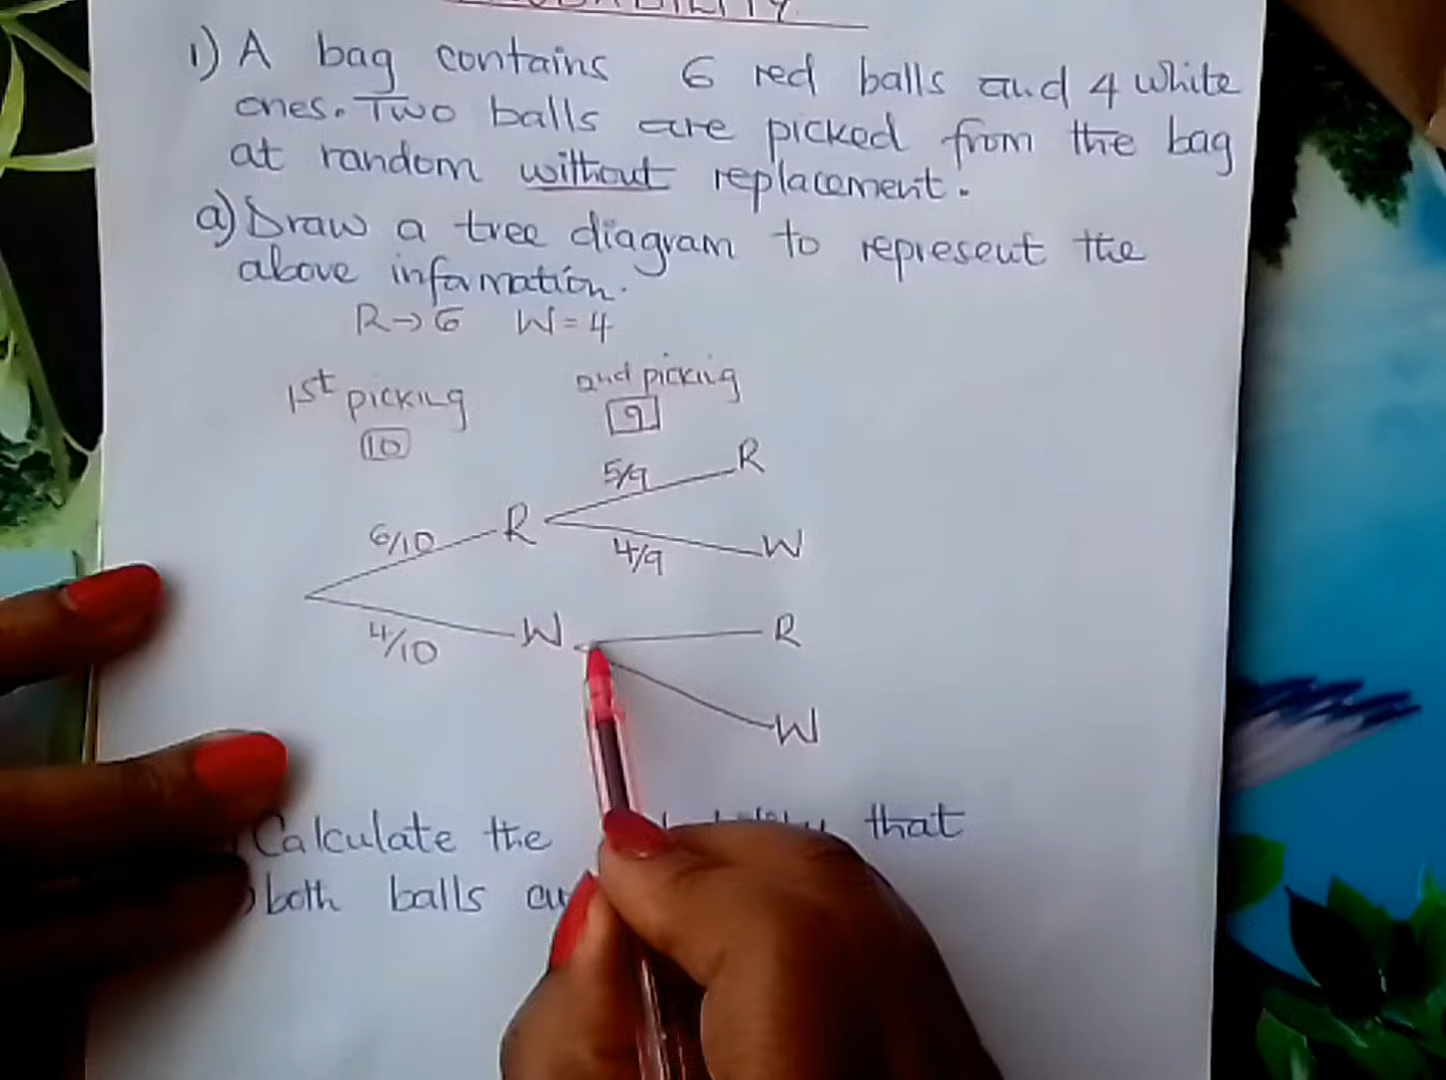 1) A bag contains 6 red balls and 4 white
ones. Two balls are picked from the bag
at random without replacement.
a) Draw a tree diagram to represent the
above information.
R→6 W=4
1st picking 2nd picking
10 9
5/9 R
6/10 R
4/9 W
4/10 W R
W
Calculate the that
) both balls